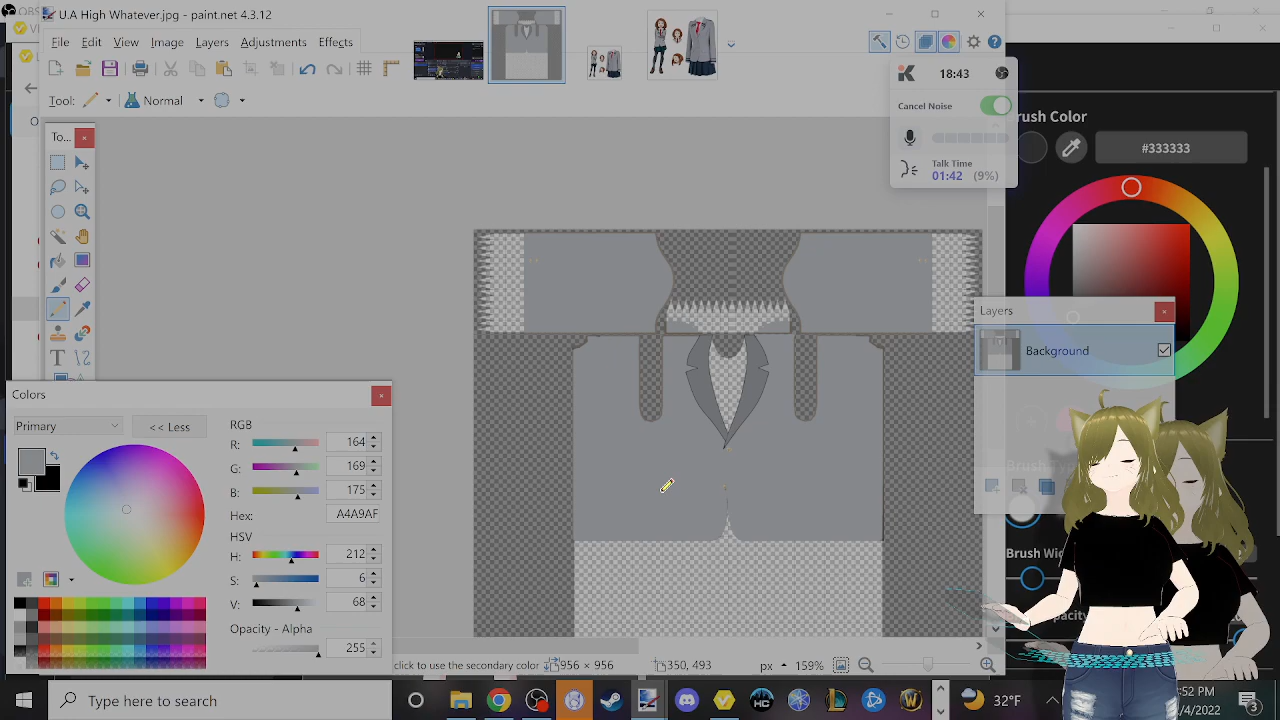 U.A High Whatever.jpg - paint.net 4.3.12
File Edit View Image Layers Adjustments Effects
18:43
Cancel Noise
Talk Time
01:42 (9%)
Tool: Normal
To...
Brush Color
#333333
Layers
Background
Colors
Primary
<< Less
RGB
R: 164
G: 169
B: 175
Hex: A4A9AF
HSV
H: 212
S: 6
V: 68
Opacity - Alpha
255
click to use the secondary color
956 × 956
350, 493
px
159%
Type here to search
HC
32°F
:52 PM
/4/2022
3